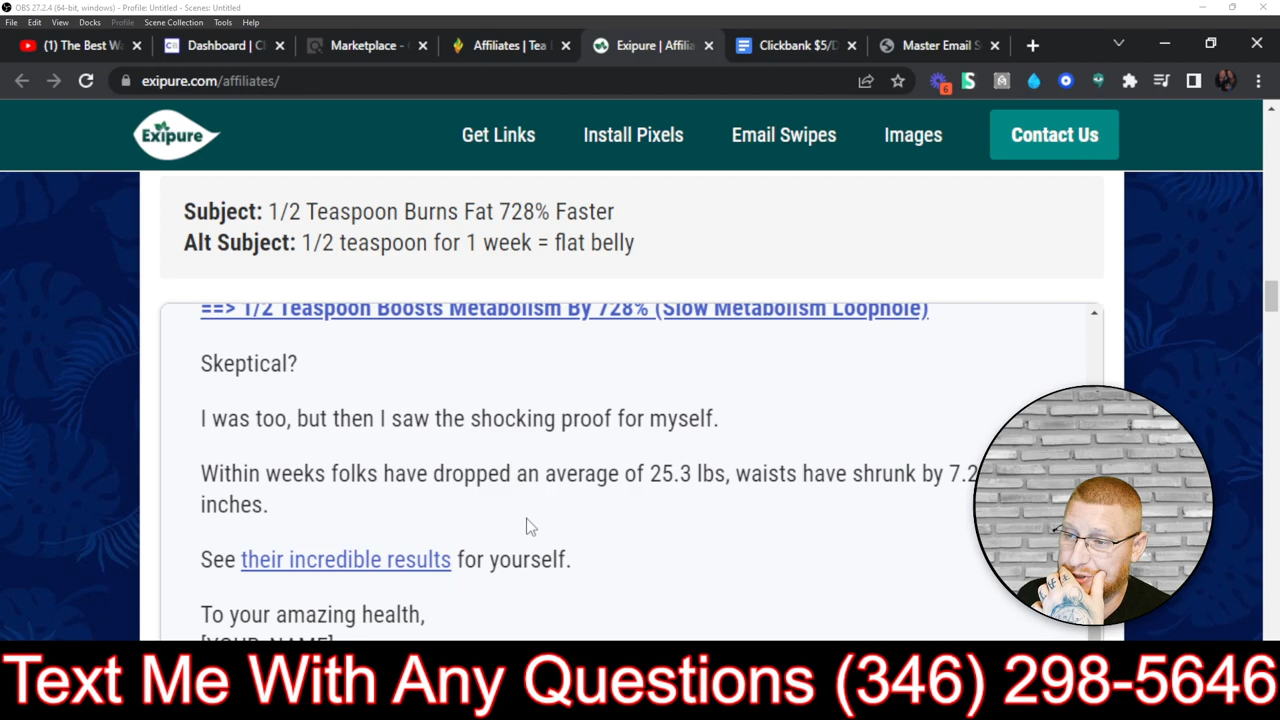 OBS 27.2.4 (64-bit, windows) - Profile: Untitled - Scenes: Untitled
File Edit View Docks Profile Scene Collection Tools Help
(1) The Best W
Dashboard | C
Marketplace -
Affiliates | Tea
Exipure | Affilia
Clickbank $5/D
Master Email S
exipure.com/affiliates/
6
Exipure
Get Links
Install Pixels
Email Swipes
Images
Contact Us
Subject: 1/2 Teaspoon Burns Fat 728% Faster
Alt Subject: 1/2 teaspoon for 1 week = flat belly
==> 1/2 Teaspoon Boosts Metabolism By 728% (Slow Metabolism Loophole)
Skeptical?
I was too, but then I saw the shocking proof for myself.
Within weeks folks have dropped an average of 25.3 lbs, waists have shrunk by 7.2
inches.
See their incredible results for yourself.
To your amazing health,
[YOUR NAME]
Text Me With Any Questions (346) 298-5646